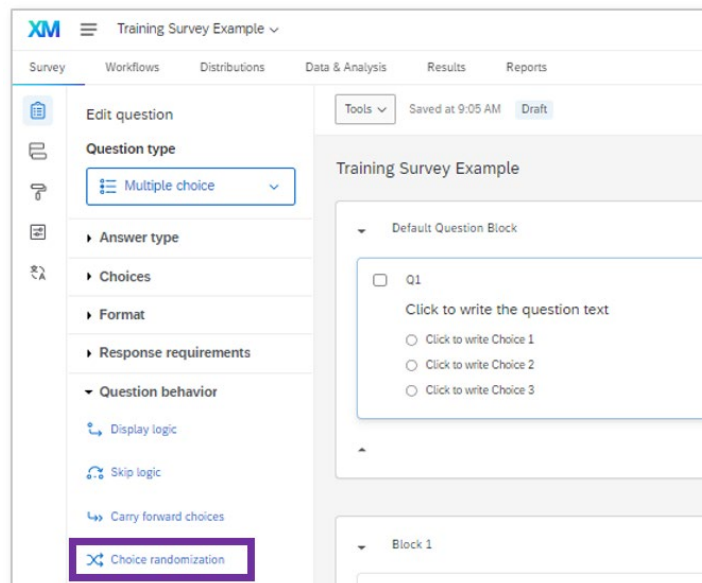 XM Training Survey Example
Survey Workflows Distributions Data & Analysis Results Reports
Edit question
Question type
Multiple choice
Answer type
Choices
Format
Response requirements
Question behavior
Display logic
Skip logic
Carry forward choices
Choice randomization
Tools Saved at 9:05 AM Draft
Training Survey Example
Default Question Block
Q1
Click to write the question text
Click to write Choice 1
Click to write Choice 2
Click to write Choice 3
Block 1